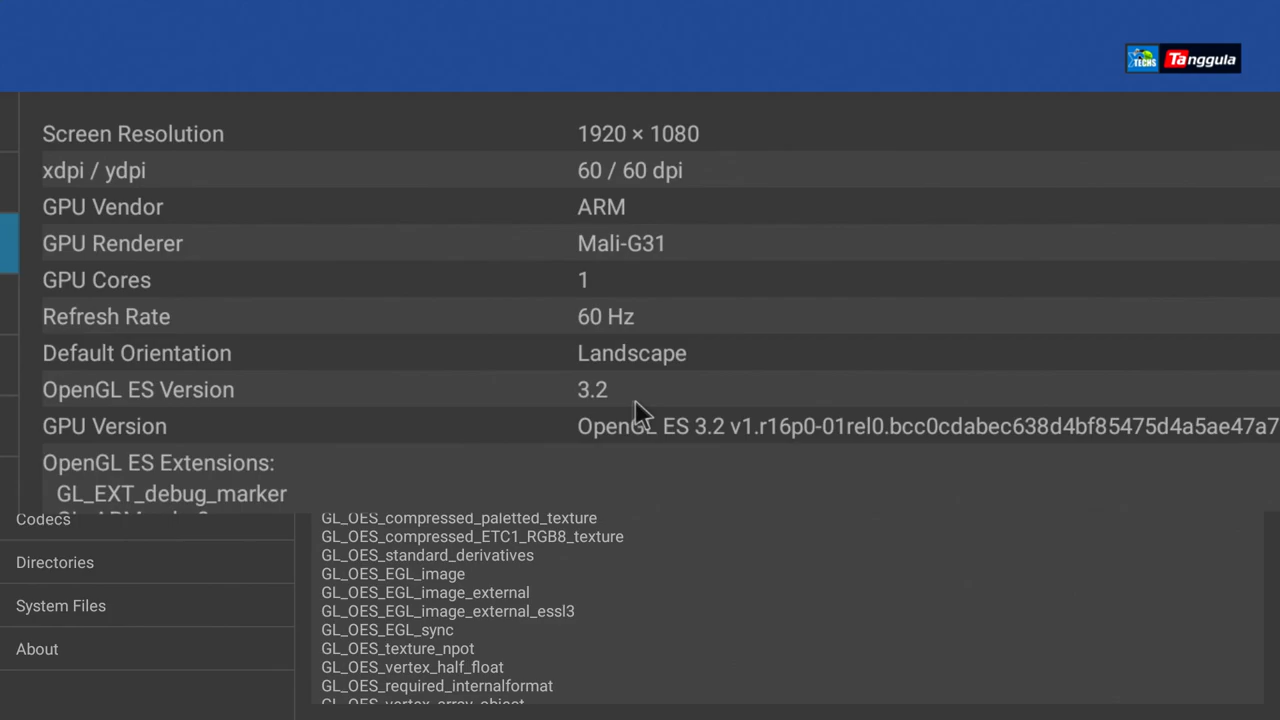 TECHS Tanggula
Screen Resolution 1920 × 1080
xdpi / ydpi 60 / 60 dpi
GPU Vendor ARM
GPU Renderer Mali-G31
GPU Cores 1
Refresh Rate 60 Hz
Default Orientation Landscape
OpenGL ES Version 3.2
GPU Version OpenGL ES 3.2 v1.r16p0-01rel0.bcc0cdabec638d4bf85475d4a5ae47a7
OpenGL ES Extensions:
GL_EXT_debug_marker
Codecs
Directories
System Files
About
GL_OES_compressed_paletted_texture
GL_OES_compressed_ETC1_RGB8_texture
GL_OES_standard_derivatives
GL_OES_EGL_image
GL_OES_EGL_image_external
GL_OES_EGL_image_external_essl3
GL_OES_EGL_sync
GL_OES_texture_npot
GL_OES_vertex_half_float
GL_OES_required_internalformat
GL_OES_vertex_array_object